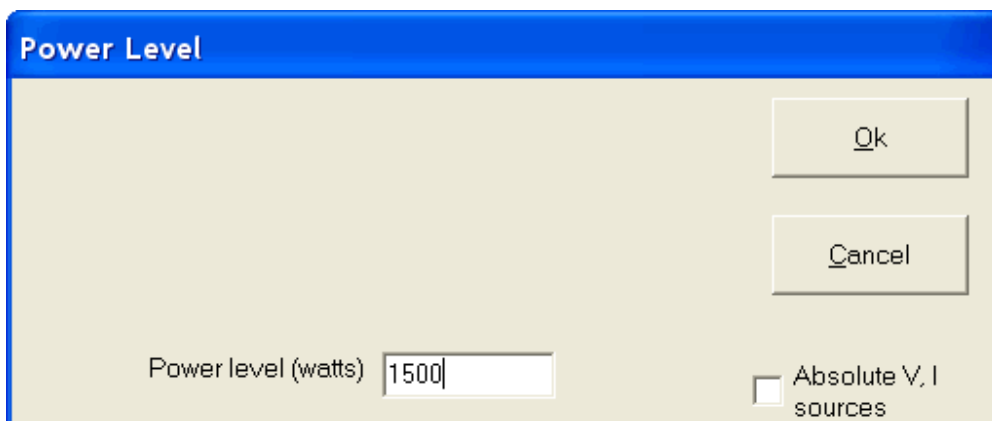 Power Level
Ok
Cancel
Power level (watts) 1500
Absolute V, I
sources